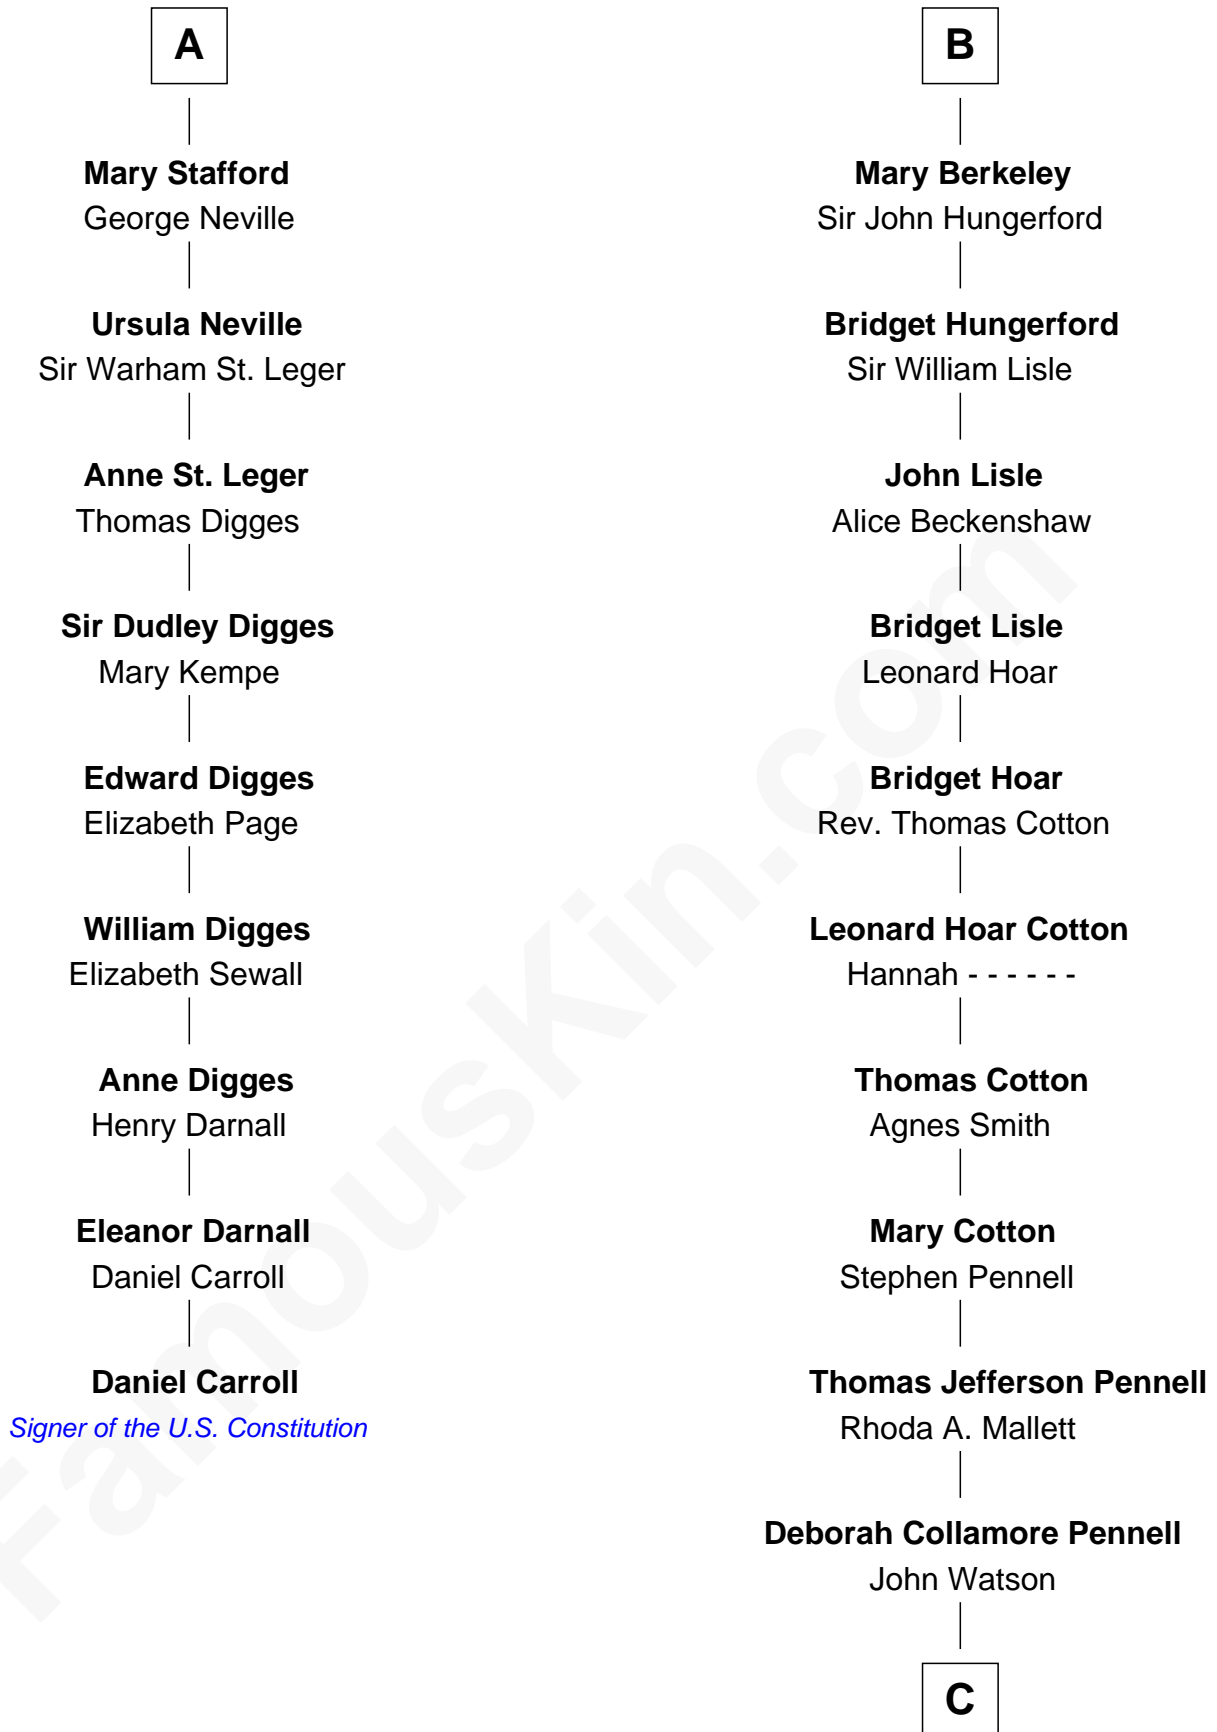 A
Mary Stafford
George Neville
Ursula Neville
Sir Warham St. Leger
Anne St. Leger
Thomas Digges
Sir Dudley Digges
Mary Kempe
Edward Digges
Elizabeth Page
William Digges
Elizabeth Sewall
Anne Digges
Henry Darnall
Eleanor Darnall
Daniel Carroll
Daniel Carroll
Signer of the U.S. Constitution
B
Mary Berkeley
Sir John Hungerford
Bridget Hungerford
Sir William Lisle
John Lisle
Alice Beckenshaw
Bridget Lisle
Leonard Hoar
Bridget Hoar
Rev. Thomas Cotton
Leonard Hoar Cotton
Hannah - - - - - -
Thomas Cotton
Agnes Smith
Mary Cotton
Stephen Pennell
Thomas Jefferson Pennell
Rhoda A. Mallett
Deborah Collamore Pennell
John Watson
C
FamousKin.com